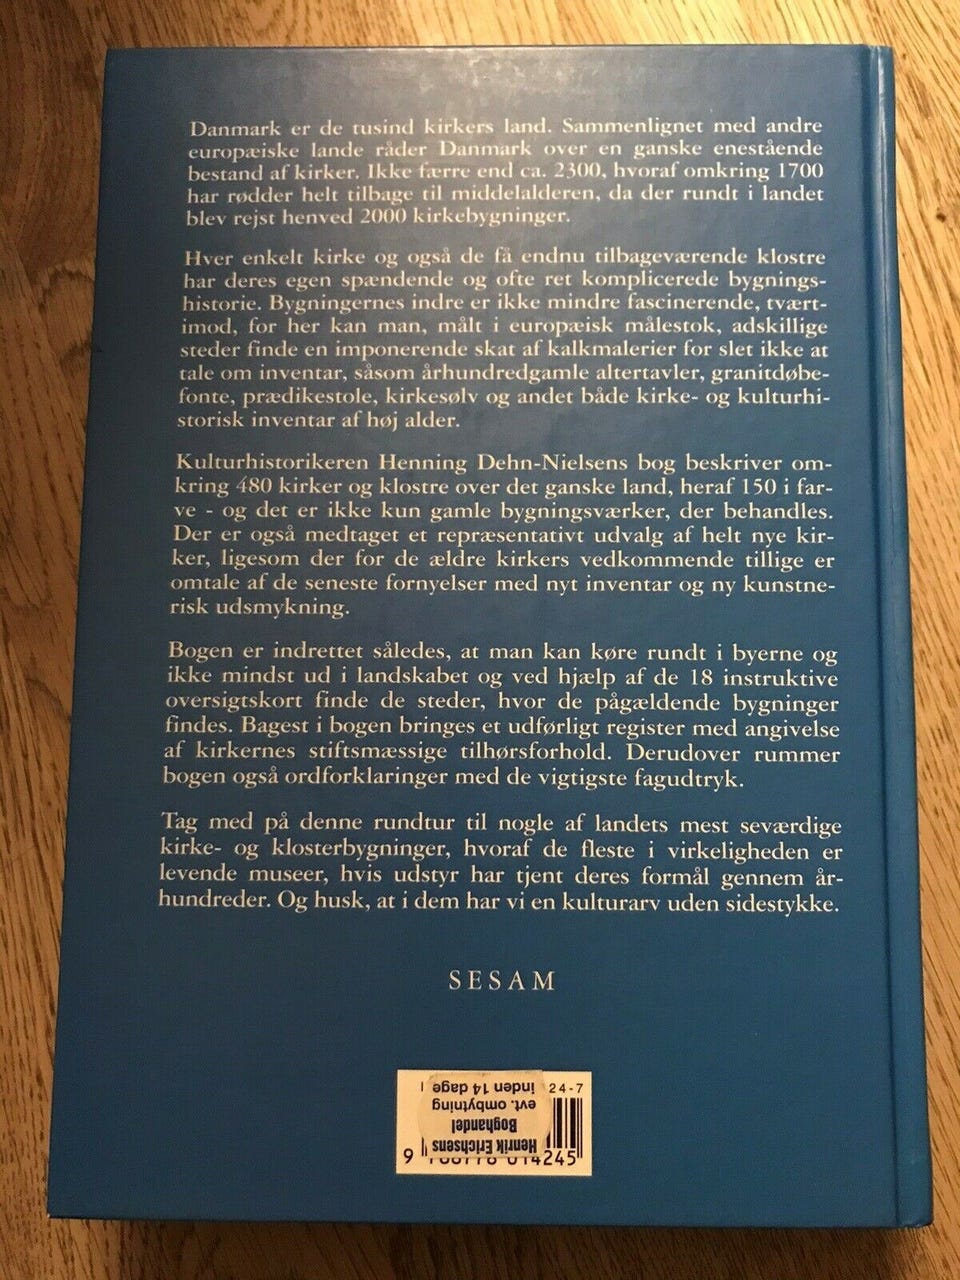 Danmark er de tusind kirkers land. Sammenlignet med andre
europæiske lande råder Danmark over en ganske enestående
bestand af kirker. Ikke færre end ca. 2300, hvoraf omkring 1700
har rødder helt tilbage til middelalderen, da der rundt i landet
blev rejst henved 2000 kirkebygninger.
Hver enkelt kirke og også de få endnu tilbageværende klostre
har deres egen spændende og ofte ret komplicerede bygnings-
historie. Bygningernes indre er ikke mindre fascinerende, tvært-
imod, for her kan man, målt i europæisk målestok, adskillige
steder finde en imponerende skat af kalkmalerier for slet ikke at
tale om inventar, såsom århundredgamle altertavler, granitdøbe-
fonte, prædikestole, kirkesølv og andet både kirke- og kulturhi-
storisk inventar af høj alder.
Kulturhistorikeren Henning Dehn-Nielsens bog beskriver om-
kring 480 kirker og klostre over det ganske land, heraf 150 i far-
ve - og det er ikke kun gamle bygningsværker, der behandles.
Der er også medtaget et repræsentativt udvalg af helt nye kir-
ker, ligesom der for de ældre kirkers vedkommende tillige er
omtale af de seneste fornyelser med nyt inventar og ny kunstne-
risk udsmykning.
Bogen er indrettet således, at man kan køre rundt i byerne og
ikke mindst ud i landskabet og ved hjælp af de 18 instruktive
oversigtskort finde de steder, hvor de pågældende bygninger
findes. Bagest i bogen bringes et udførligt register med angivelse
af kirkernes stiftsmæssige tilhørsforhold. Derudover rummer
bogen også ordforklaringer med de vigtigste fagudtryk.
Tag med på denne rundtur til nogle af landets mest seværdige
kirke- og klosterbygninger, hvoraf de fleste i virkeligheden er
levende museer, hvis udstyr har tjent deres formål gennem år-
hundreder. Og husk, at i dem har vi en kulturarv uden sidestykke.
SESAM
24-7
Henrik Erichsens
Boghandel
evt. ombytning
inden 14 dage
9 014245